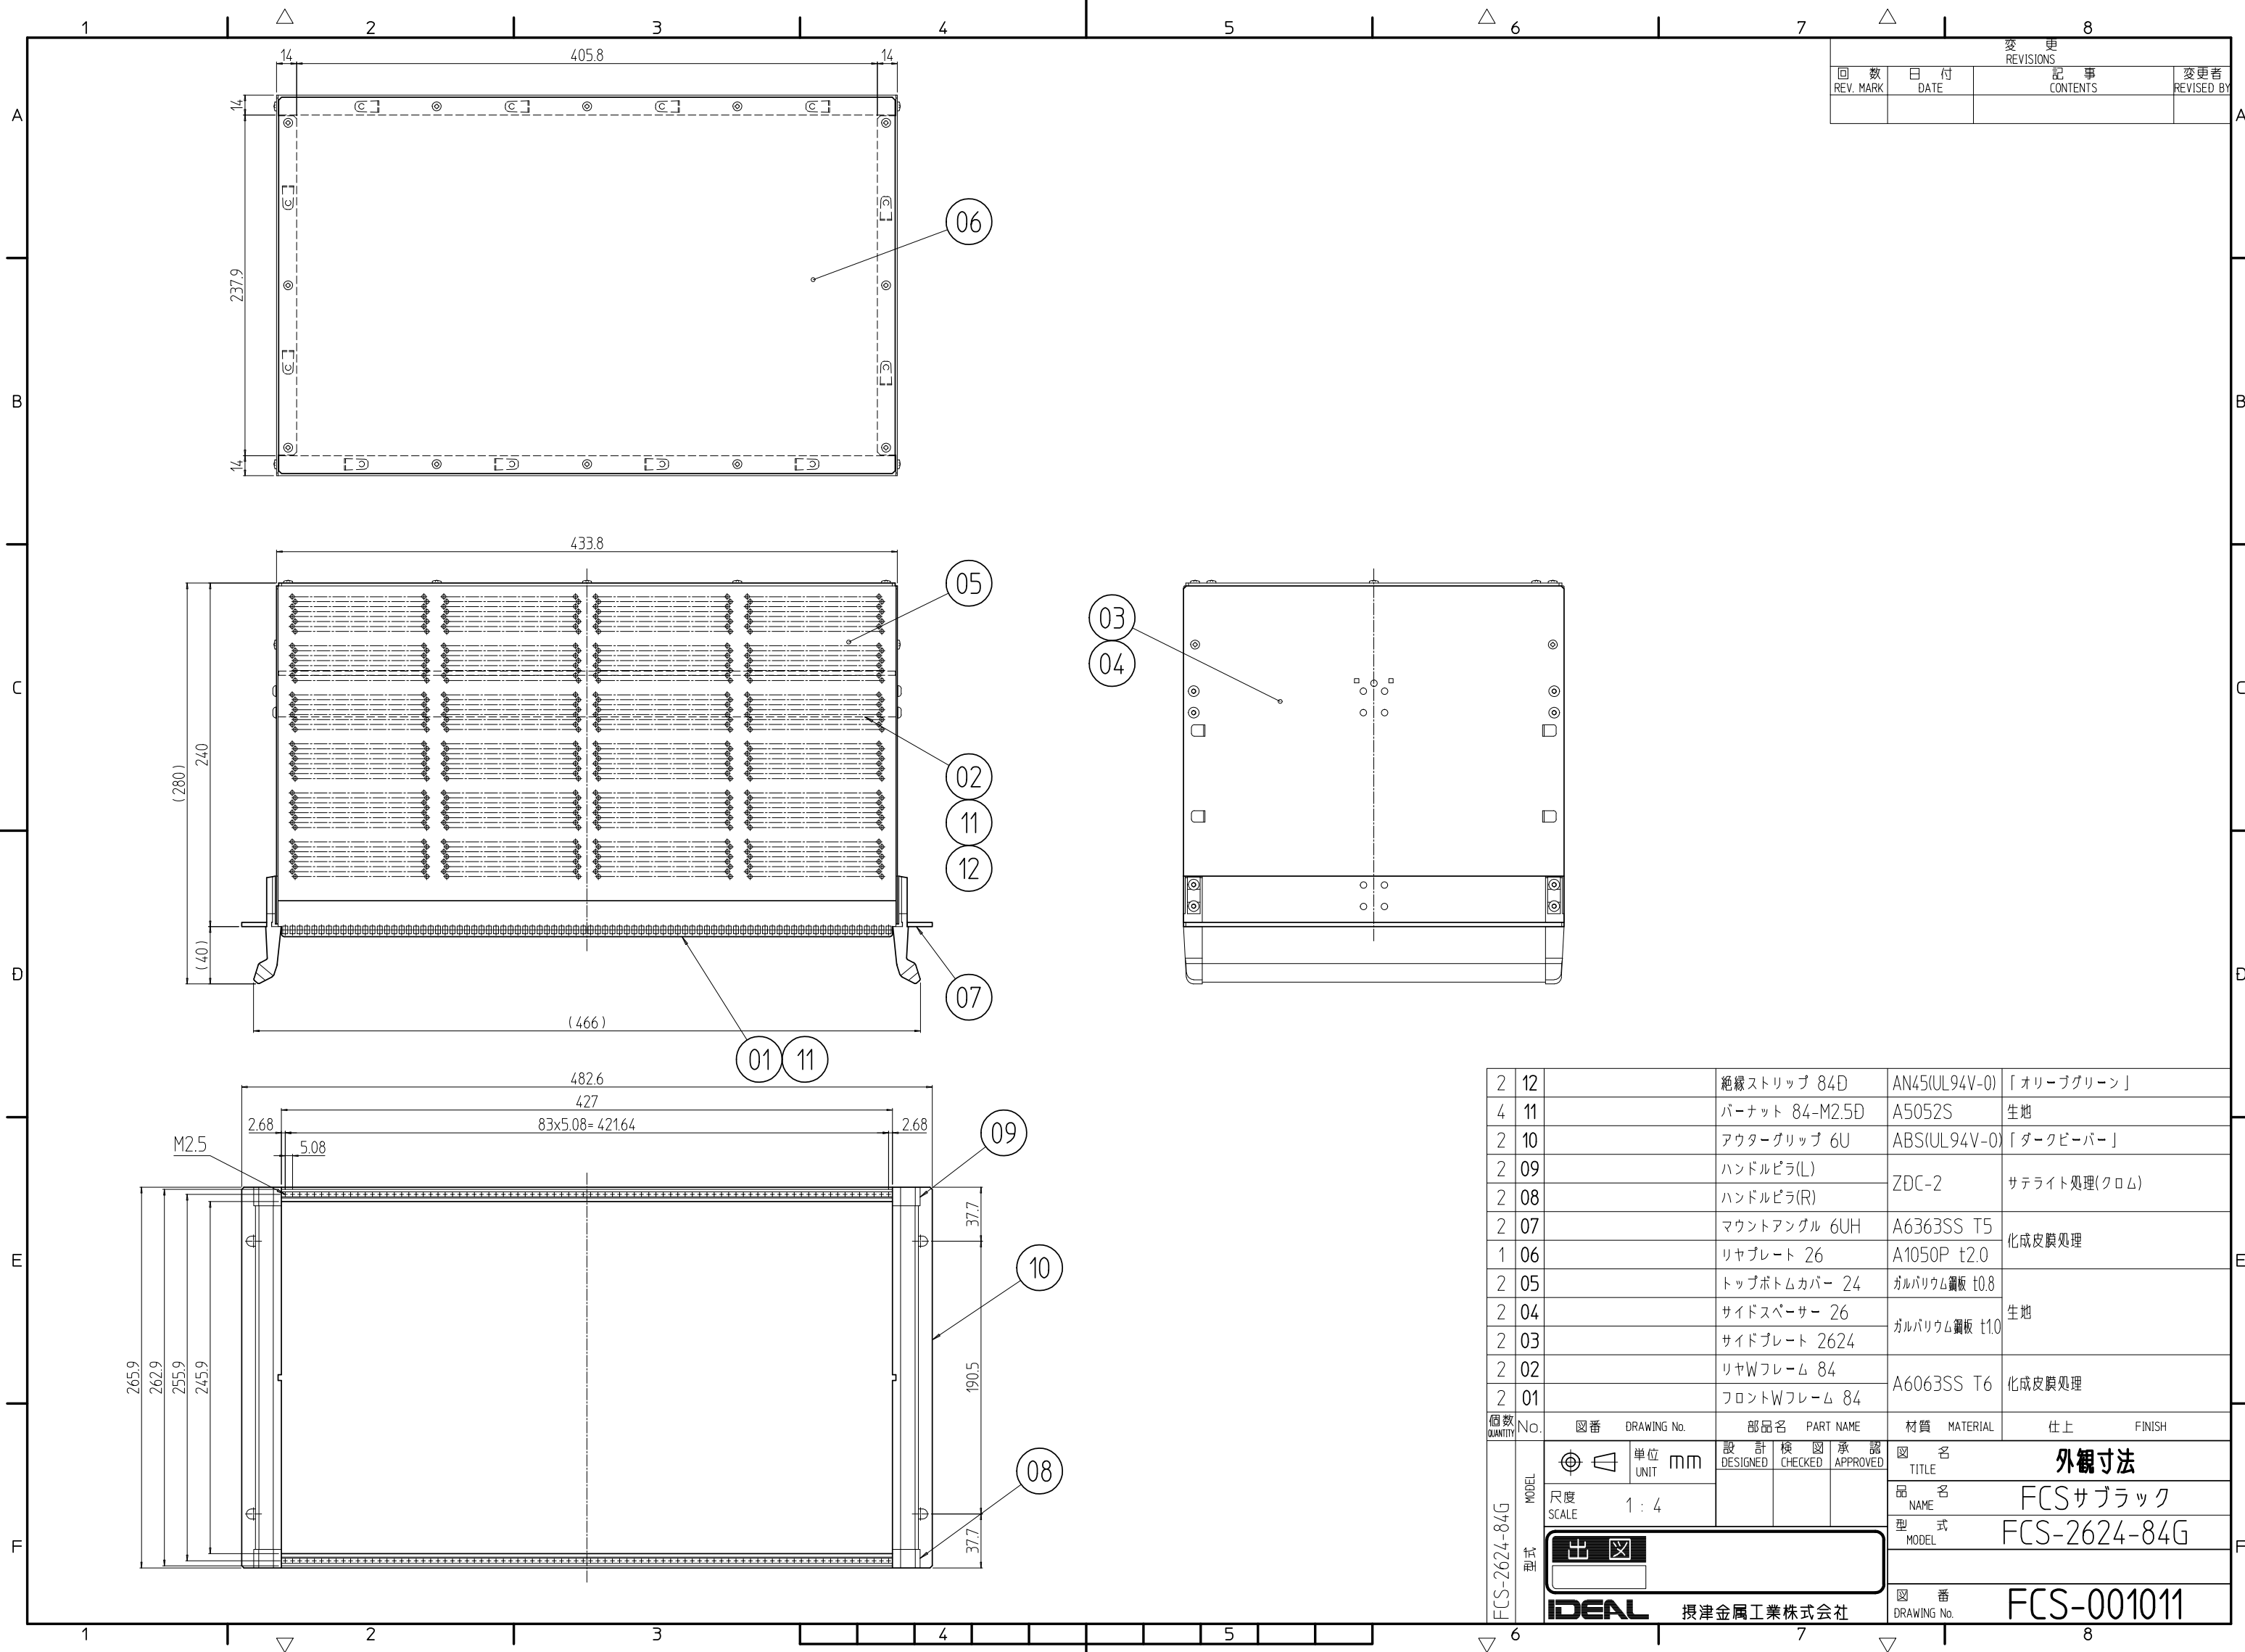 1 2 3 4 5 6 7 8
A
B
C
D
E
F
A
B
C
D
E
F
変更
REVISIONS
回数 日付 記事 変更者
REV. MARK DATE CONTENTS REVISED BY
14 405.8 14
14
237.9
14
06
433.8
05
03
04
240
(280)
(40)
02
11
12
07
(466)
01 11
482.6
427
2.68 83x5.08= 421.64 2.68
M2.5 5.08
09
37.7
10
265.9
262.9
255.9
245.9
190.5
08
37.7
2 12 絶縁ストリップ 84D AN45(UL94V-0) 「オリーブグリーン」
4 11 バーナット 84-M2.5D A5052S 生地
2 10 アウターグリップ 6U ABS(UL94V-0) 「ダークビーバー」
2 09 ハンドルピラ(L) ZDC-2 サテライト処理(クロム)
2 08 ハンドルピラ(R)
2 07 マウントアングル 6UH A6363SS T5 化成皮膜処理
1 06 リヤプレート 26 A1050P t2.0
2 05 トップボトムカバー 24 ガルバリウム鋼板 t0.8 生地
2 04 サイドスペーサー 26 ガルバリウム鋼板 t1.0
2 03 サイドプレート 2624
2 02 リヤWフレーム 84 A6063SS T6 化成皮膜処理
2 01 フロントWフレーム 84
個数 No. 図番 DRAWING No. 部品名 PART NAME 材質 MATERIAL 仕上 FINISH
QUANTITY
FCS-2624-84G
型式 MODEL
単位 mm
UNIT
尺度 1 : 4
SCALE
設計 検図 承認
DESIGNED CHECKED APPROVED
図名 外観寸法
TITLE
品名 FCSサブラック
NAME
型式 FCS-2624-84G
MODEL
出図
図番 FCS-001011
DRAWING No.
IDEAL 摂津金属工業株式会社
1 2 3 4 5 6 7 8